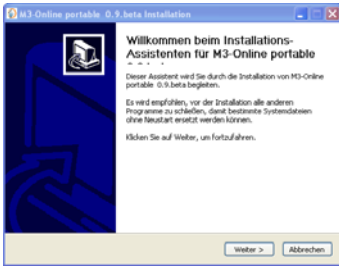 M3-Online portable 0.9.beta Installation
Willkommen beim Installations-
Assistenten für M3-Online portable
Dieser Assistent wird Sie durch die Installation von M3-Online
portable 0.9.beta begleiten.
Es wird empfohlen, vor der Installation alle anderen
Programme zu schließen, damit bestimmte Systemdateien
ohne Neustart ersetzt werden können.
Klicken Sie auf Weiter, um fortzufahren.
Weiter >
Abbrechen